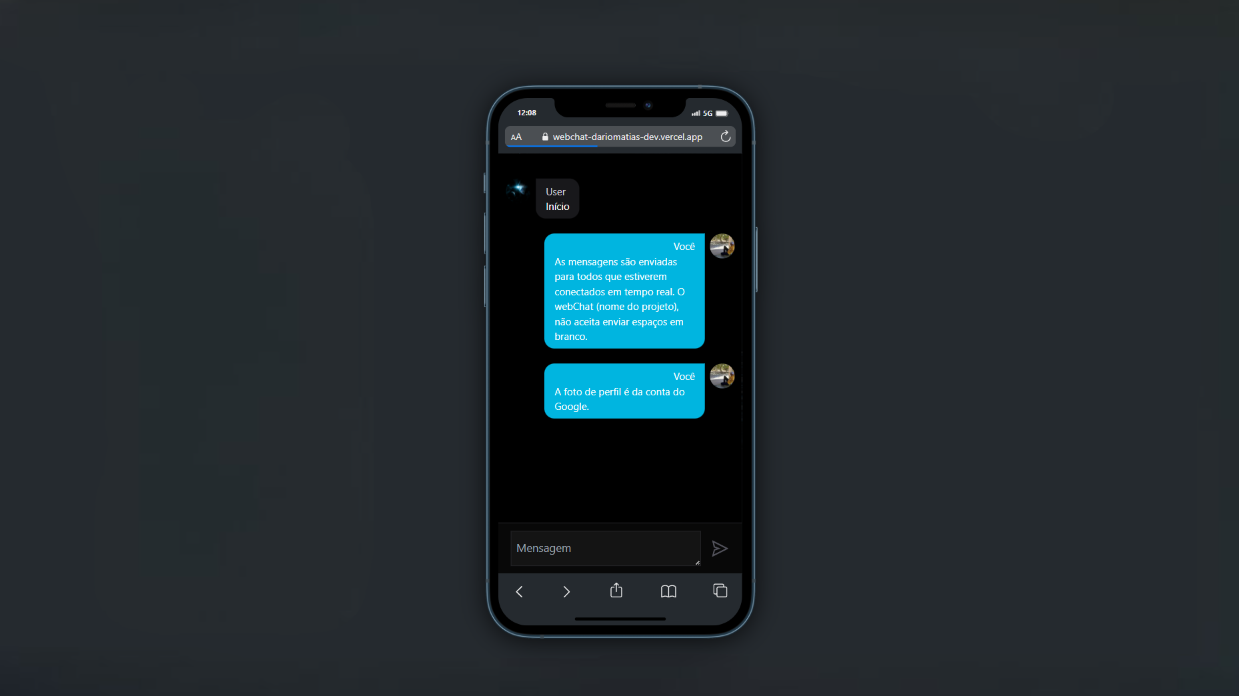 12:08
5G
AA webchat-dariomatias-dev.vercel.app
User
Início
Você
As mensagens são enviadas
para todos que estiverem
conectados em tempo real. O
webChat (nome do projeto),
não aceita enviar espaços em
branco.
Você
A foto de perfil é da conta do
Google.
Mensagem